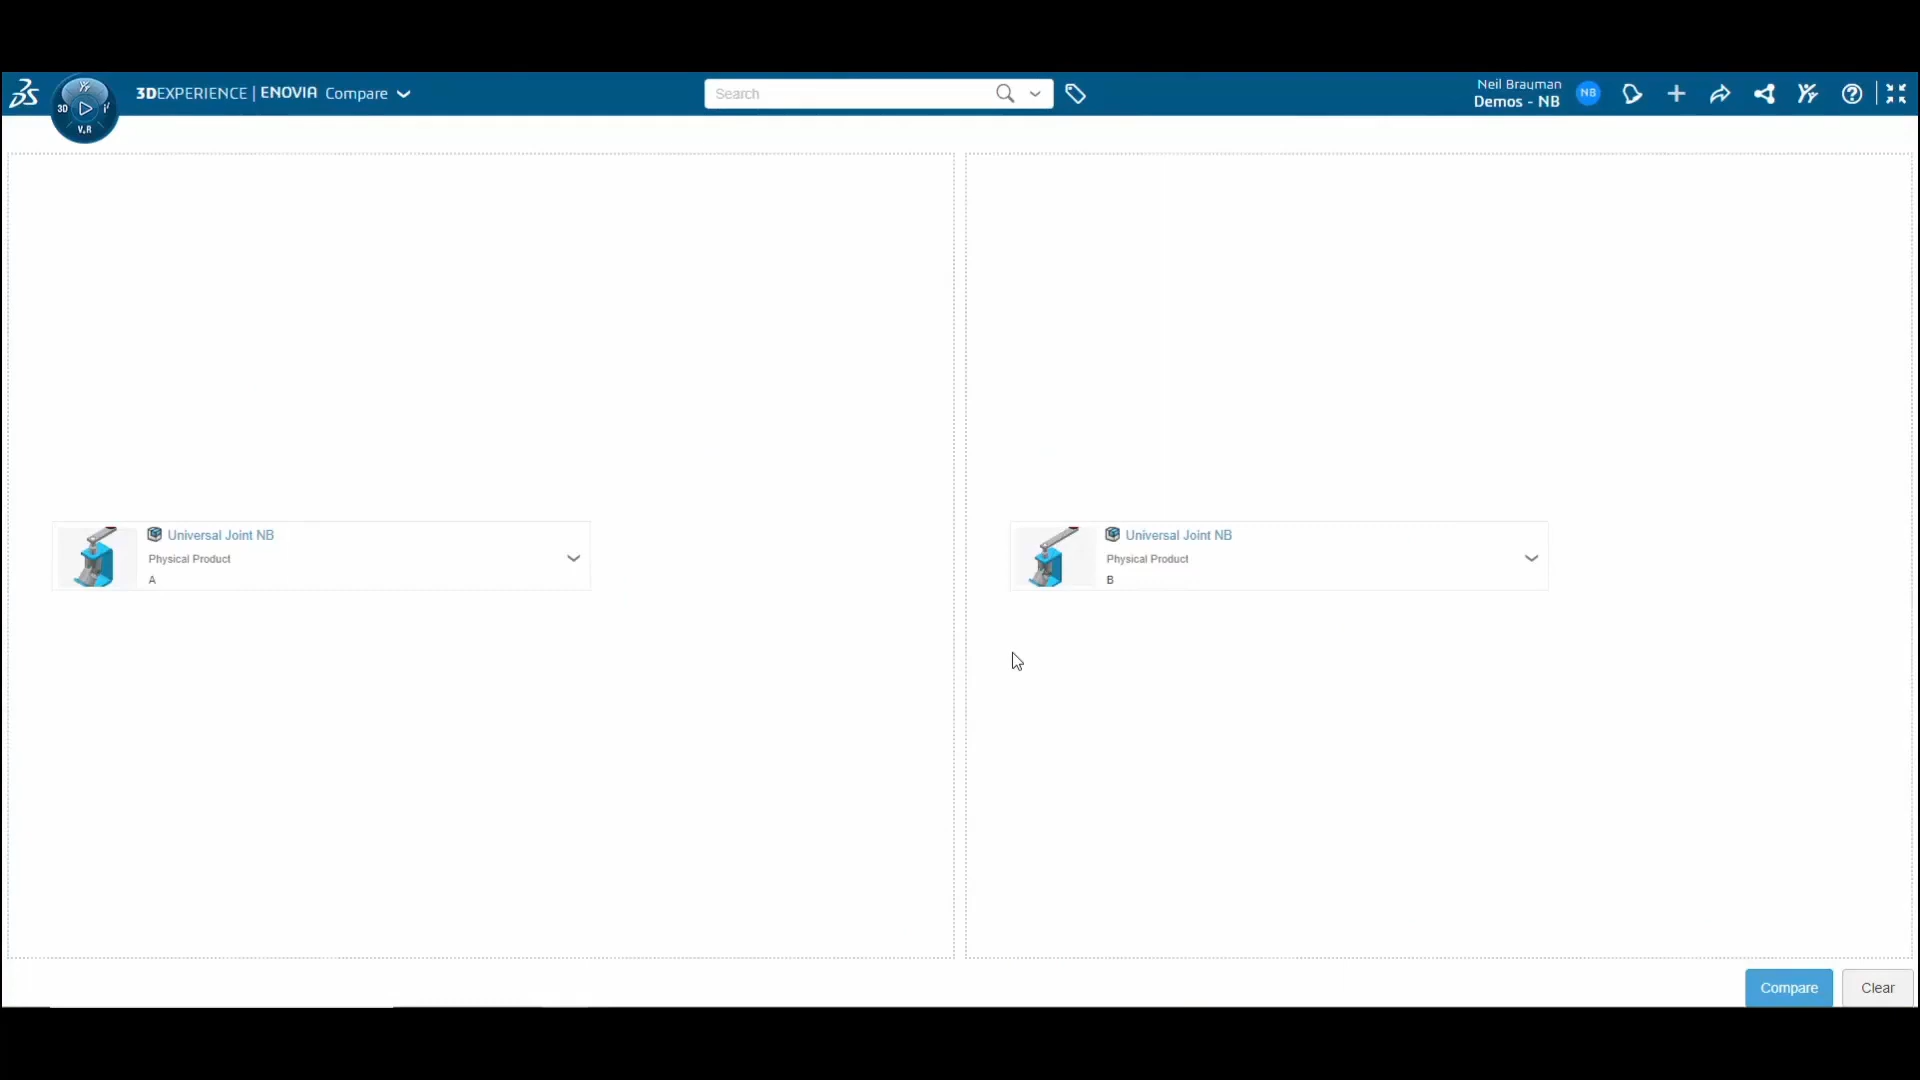 3DEXPERIENCE | ENOVIA Compare
Search
Neil Brauman
Demos - NB
NB
3D
V.R
Universal Joint NB
Physical Product
A
Universal Joint NB
Physical Product
B
Compare
Clear